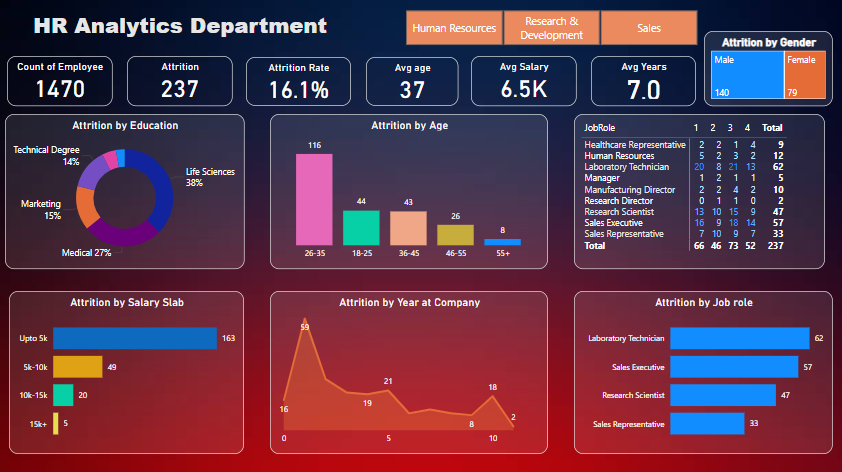 HR Analytics Department
Human Resources
Research &
Development
Sales
Count of Employee
1470
Attrition
237
Attrition Rate
16.1%
Avg age
37
Avg Salary
6.5K
Avg Years
7.0
Attrition by Gender
Male
Female
140
79
Attrition by Education
Technical Degree
14%
Life Sciences
38%
Marketing
15%
Medical 27%
Attrition by Age
116
44
43
26
8
26-35 18-25 36-45 46-55 55+
JobRole 1 2 3 4 Total
Healthcare Representative 2 2 1 4 9
Human Resources 5 2 3 2 12
Laboratory Technician 20 8 21 13 62
Manager 1 2 1 1 5
Manufacturing Director 2 2 4 2 10
Research Director 0 1 1 0 2
Research Scientist 13 10 15 9 47
Sales Executive 16 9 18 14 57
Sales Representative 7 10 9 7 33
Total 66 46 73 52 237
Attrition by Salary Slab
Upto 5k 163
5k-10k 49
10k-15k 20
15k+ 5
Attrition by Year at Company
59
16
19
21
8
18
2
0 5 10
Attrition by Job role
Laboratory Technician 62
Sales Executive 57
Research Scientist 47
Sales Representative 33